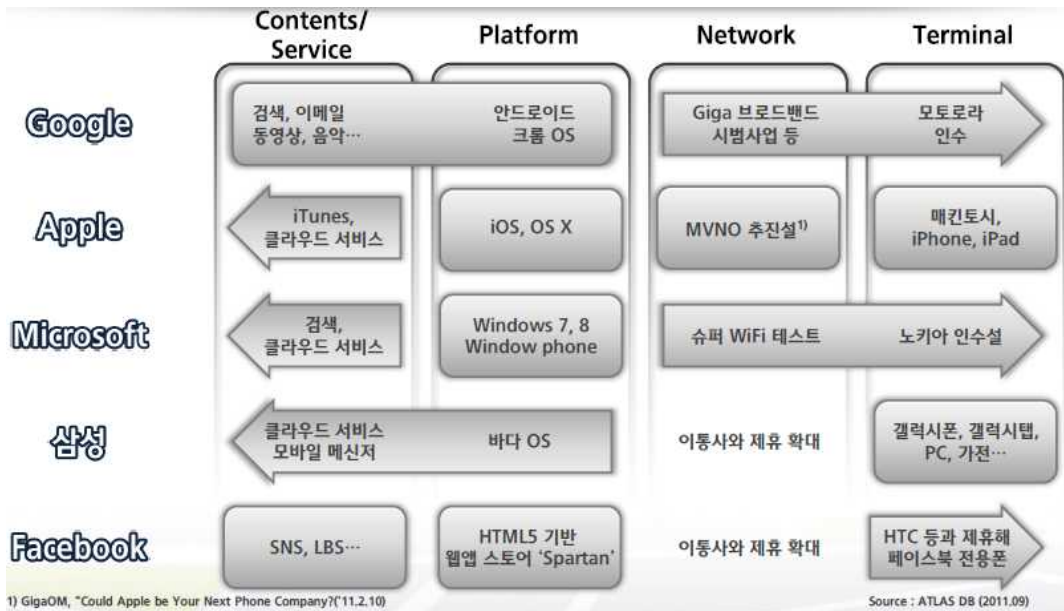 Contents/
Service
Platform
Network
Terminal
Google
검색, 이메일
동영상, 음악…
안드로이드
크롬 OS
Giga 브로드밴드
시범사업 등
모토로라
인수
Apple
iTunes,
클라우드 서비스
iOS, OS X
MVNO 추진설1)
매킨토시,
iPhone, iPad
Microsoft
검색,
클라우드 서비스
Windows 7, 8
Window phone
슈퍼 WiFi 테스트
노키아 인수설
삼성
클라우드 서비스
모바일 메신저
바다 OS
이통사와 제휴 확대
갤럭시폰, 갤럭시탭,
PC, 가전…
Facebook
SNS, LBS…
HTML5 기반
웹앱 스토어 ‘Spartan’
이통사와 제휴 확대
HTC 등과 제휴해
페이스북 전용폰
1) GigaOM, "Could Apple be Your Next Phone Company?('11.2.10)
Source : ATLAS DB (2011.09)